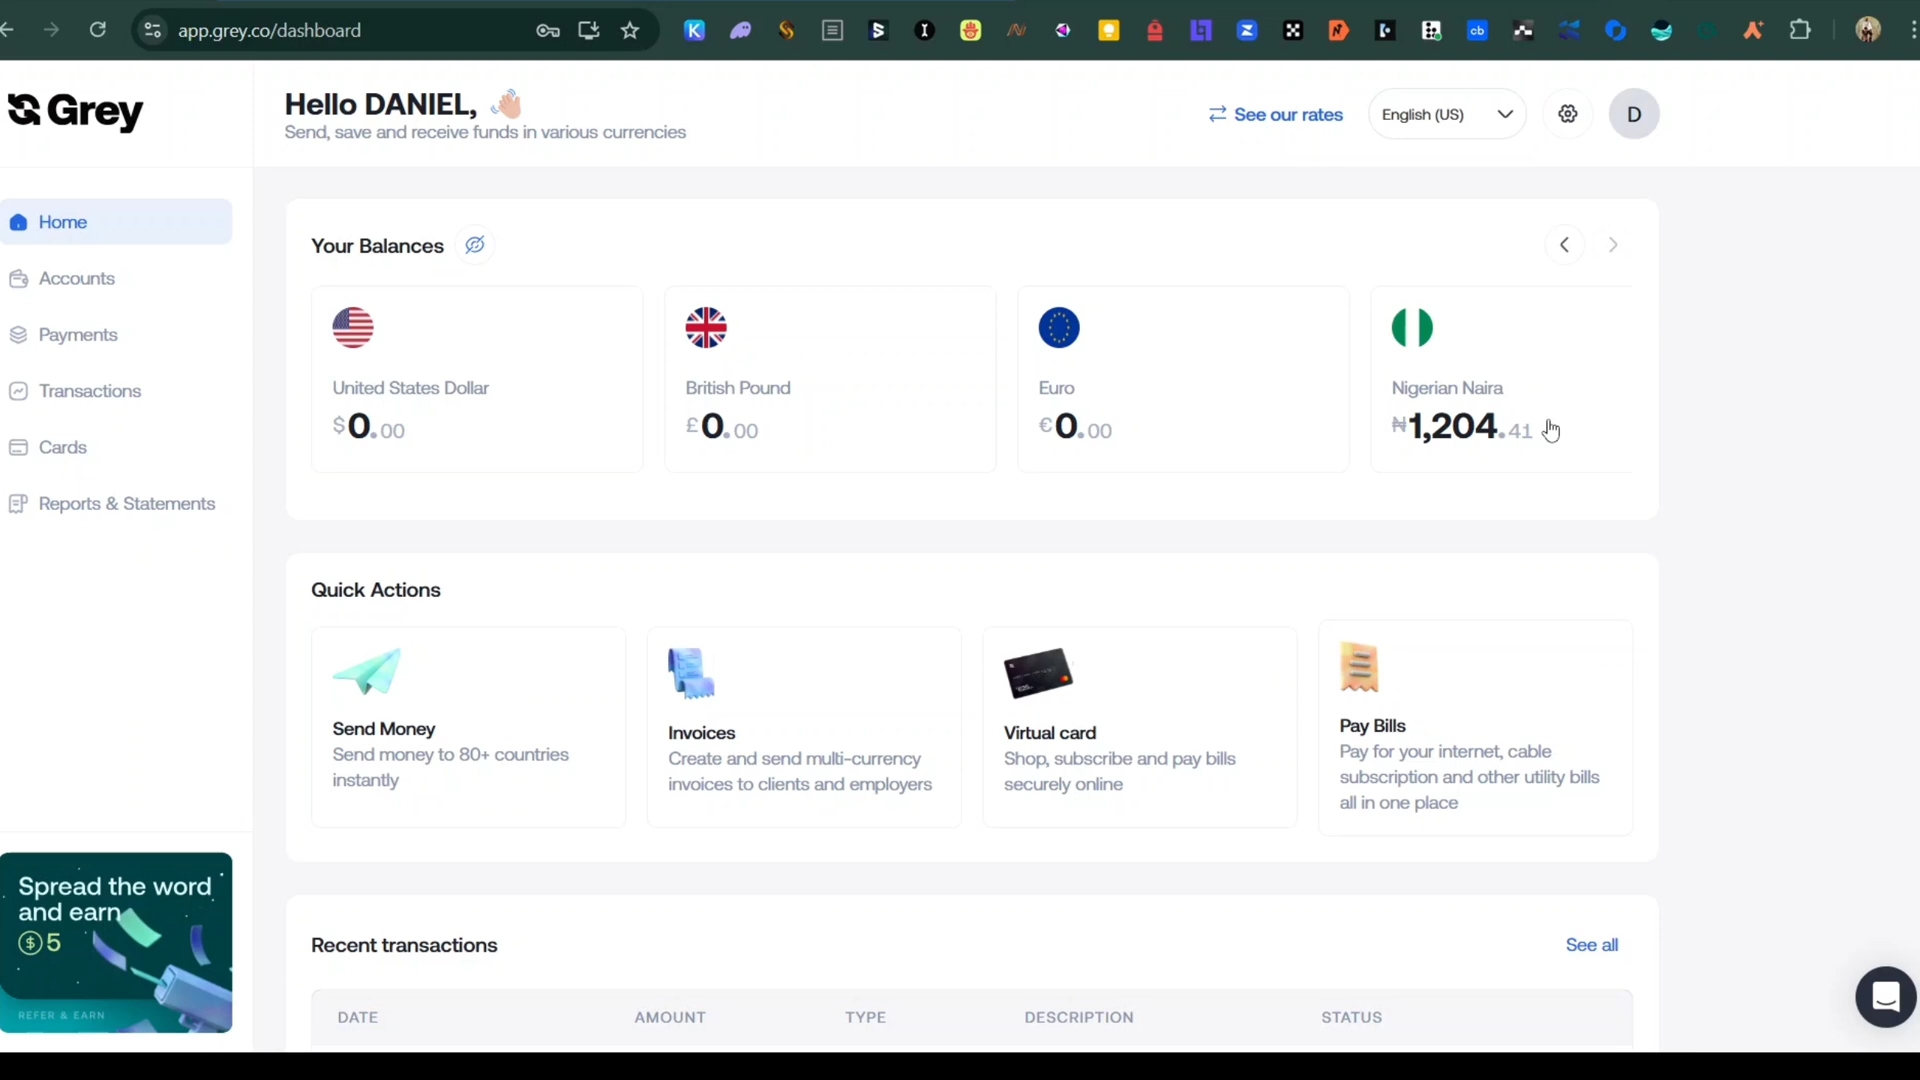 app.grey.co/dashboard
Grey
Hello DANIEL,
Send, save and receive funds in various currencies
See our rates
English (US)
D
Home
Accounts
Payments
Transactions
Cards
Reports & Statements
Your Balances
United States Dollar
$0.00
British Pound
£0.00
Euro
€0.00
Nigerian Naira
₦1,204.41
Quick Actions
Send Money
Send money to 80+ countries
instantly
Invoices
Create and send multi-currency
invoices to clients and employers
Virtual card
Shop, subscribe and pay bills
securely online
Pay Bills
Pay for your internet, cable
subscription and other utility bills
all in one place
Spread the word
and earn
$ 5
REFER & EARN
Recent transactions
See all
DATE
AMOUNT
TYPE
DESCRIPTION
STATUS